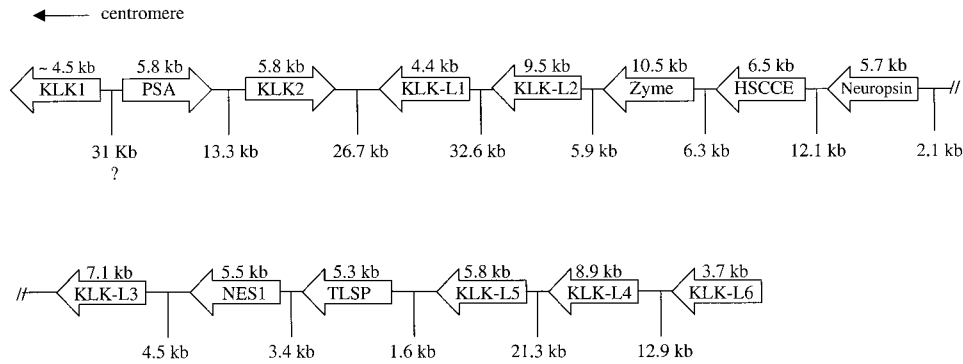 centromere
~ 4.5 kb 5.8 kb 5.8 kb 4.4 kb 9.5 kb 10.5 kb 6.5 kb 5.7 kb
KLK1 PSA KLK2 KLK-L1 KLK-L2 Zyme HSCCE Neuropsin //
31 Kb 13.3 kb 26.7 kb 32.6 kb 5.9 kb 6.3 kb 12.1 kb 2.1 kb
?
7.1 kb 5.5 kb 5.3 kb 5.8 kb 8.9 kb 3.7 kb
// KLK-L3 NES1 TLSP KLK-L5 KLK-L4 KLK-L6
4.5 kb 3.4 kb 1.6 kb 21.3 kb 12.9 kb